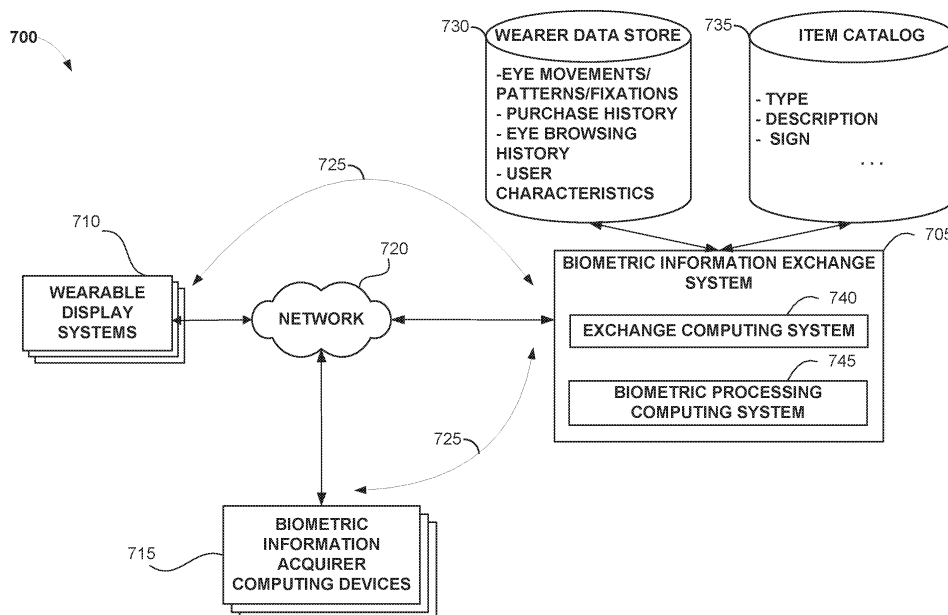 700
730
WEARER DATA STORE
-EYE MOVEMENTS/
PATTERNS/FIXATIONS
- PURCHASE HISTORY
- EYE BROWSING
HISTORY
- USER
CHARACTERISTICS
735
ITEM CATALOG
- TYPE
- DESCRIPTION
- SIGN
...
725
710
WEARABLE
DISPLAY
SYSTEMS
720
NETWORK
705
BIOMETRIC INFORMATION EXCHANGE
SYSTEM
740
EXCHANGE COMPUTING SYSTEM
745
BIOMETRIC PROCESSING
COMPUTING SYSTEM
725
715
BIOMETRIC
INFORMATION
ACQUIRER
COMPUTING DEVICES